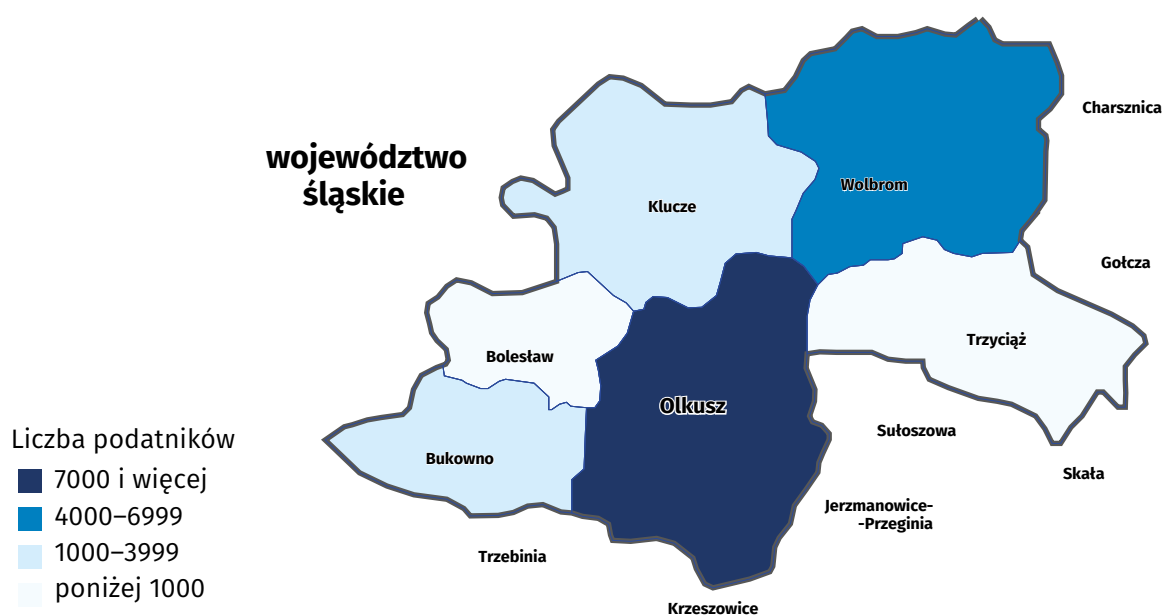 województwo
śląskie
Charsznica
Wolbrom
Klucze
Gołcza
Trzyciąż
Bolesław
Olkusz
Sułoszowa
Bukowno
Skała
Jerzmanowice-
-Przeginia
Trzebinia
Krzeszowice
Liczba podatników
7000 i więcej
4000–6999
1000–3999
poniżej 1000